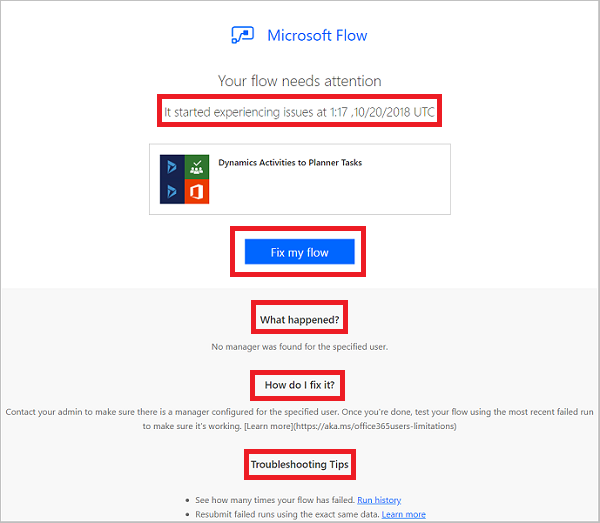 Microsoft Flow
Your flow needs attention
It started experiencing issues at 1:17 ,10/20/2018 UTC
Dynamics Activities to Planner Tasks
Fix my flow
What happened?
No manager was found for the specified user.
How do I fix it?
Contact your admin to make sure there is a manager configured for the specified user. Once you're done, test your flow using the most recent failed run
to make sure it's working. [Learn more](https://aka.ms/office365users-limitations)
Troubleshooting Tips
• See how many times your flow has failed. Run history
• Resubmit failed runs using the exact same data. Learn more